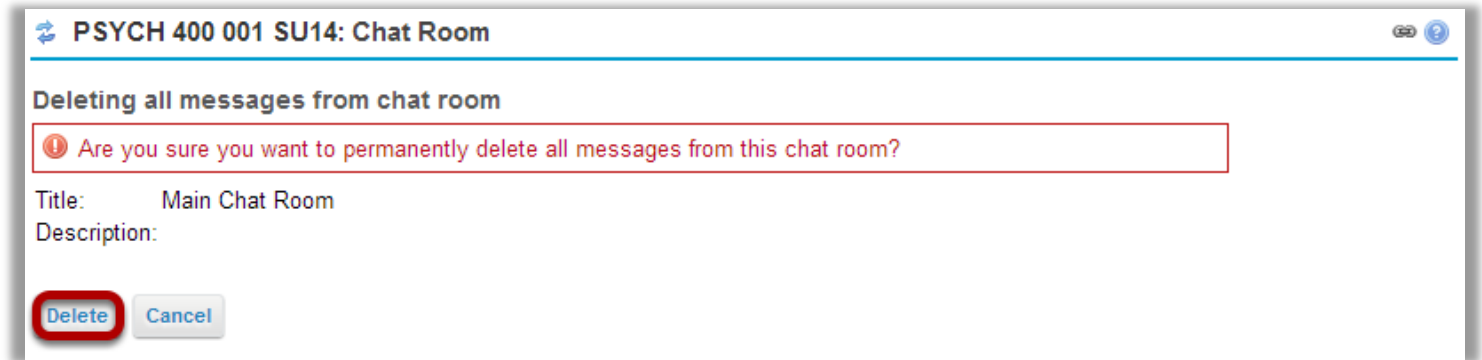 PSYCH 400 001 SU14: Chat Room
Deleting all messages from chat room
Are you sure you want to permanently delete all messages from this chat room?
Title: Main Chat Room
Description:
Delete Cancel